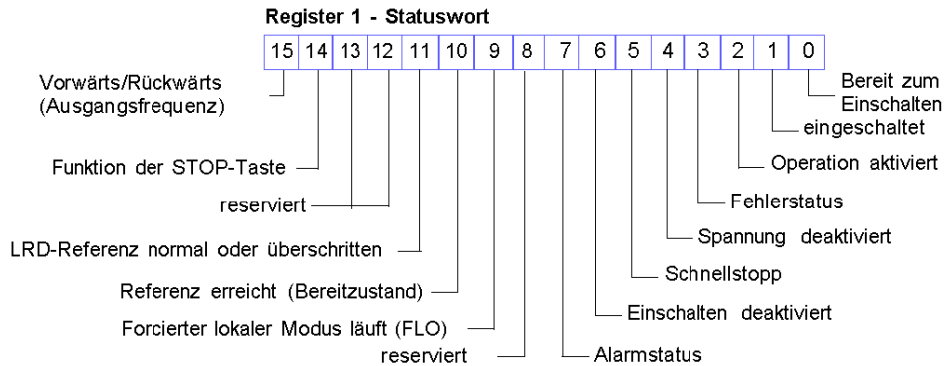 Register 1 - Statuswort
15 14 13 12 11 10 9 8 7 6 5 4 3 2 1 0
Vorwärts/Rückwärts
(Ausgangsfrequenz)
Bereit zum
Einschalten
eingeschaltet
Funktion der STOP-Taste
Operation aktiviert
reserviert
Fehlerstatus
LRD-Referenz normal oder überschritten
Spannung deaktiviert
Schnellstopp
Referenz erreicht (Bereitzustand)
Einschalten deaktiviert
Forcierter lokaler Modus läuft (FLO)
reserviert
Alarmstatus